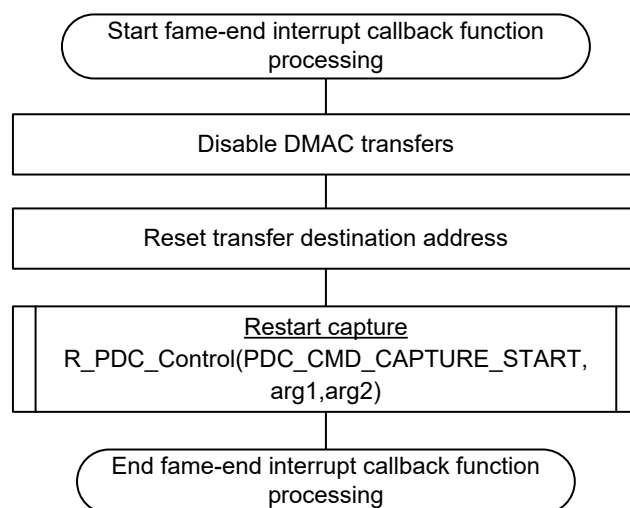 Start fame-end interrupt callback function
processing
Disable DMAC transfers
Reset transfer destination address
Restart capture
R_PDC_Control(PDC_CMD_CAPTURE_START,
arg1,arg2)
End fame-end interrupt callback function
processing